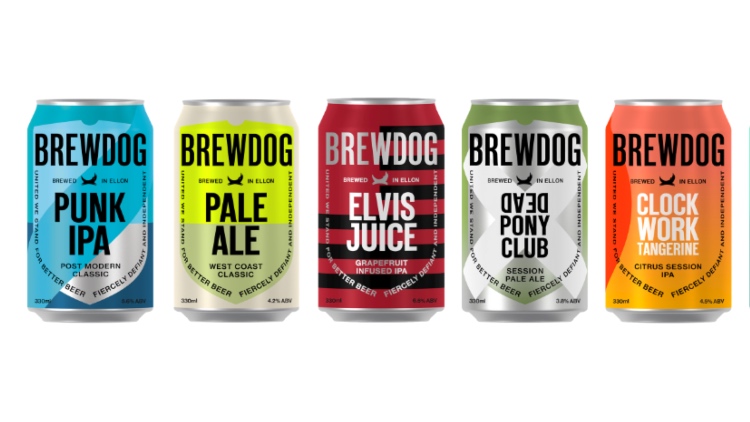 BREWDOG
BREWED IN ELLON
PUNK
IPA
POST MODERN
CLASSIC
UNITED WE STAND FOR BETTER BEER
FIERCELY DEFIANT AND INDEPENDENT
330ml
BREWDOG
BREWED IN ELLON
PALE
ALE
WEST COAST
CLASSIC
UNITED WE STAND FOR BETTER BEER
FIERCELY DEFIANT AND INDEPENDENT
330ml 4.2% ABV
BREWDOG
BREWED IN ELLON
ELVIS
JUICE
GRAPEFRUIT
INFUSED IPA
UNITED WE STAND FOR BETTER BEER
FIERCELY DEFIANT AND INDEPENDENT
330ml
BREWDOG
BREWED IN ELLON
DEAD
PONY
CLUB
SESSION
PALE ALE
UNITED WE STAND FOR BETTER BEER
FIERCELY DEFIANT AND INDEPENDENT
330ml 3.8% ABV
BREWDOG
BREWED IN ELLON
CLOCK
WORK
TANGERINE
CITRUS SESSION
IPA
UNITED WE STAND FOR BETTER BEER
FIERCELY DEFIANT AND INDEPENDENT
330ml 4.5% ABV